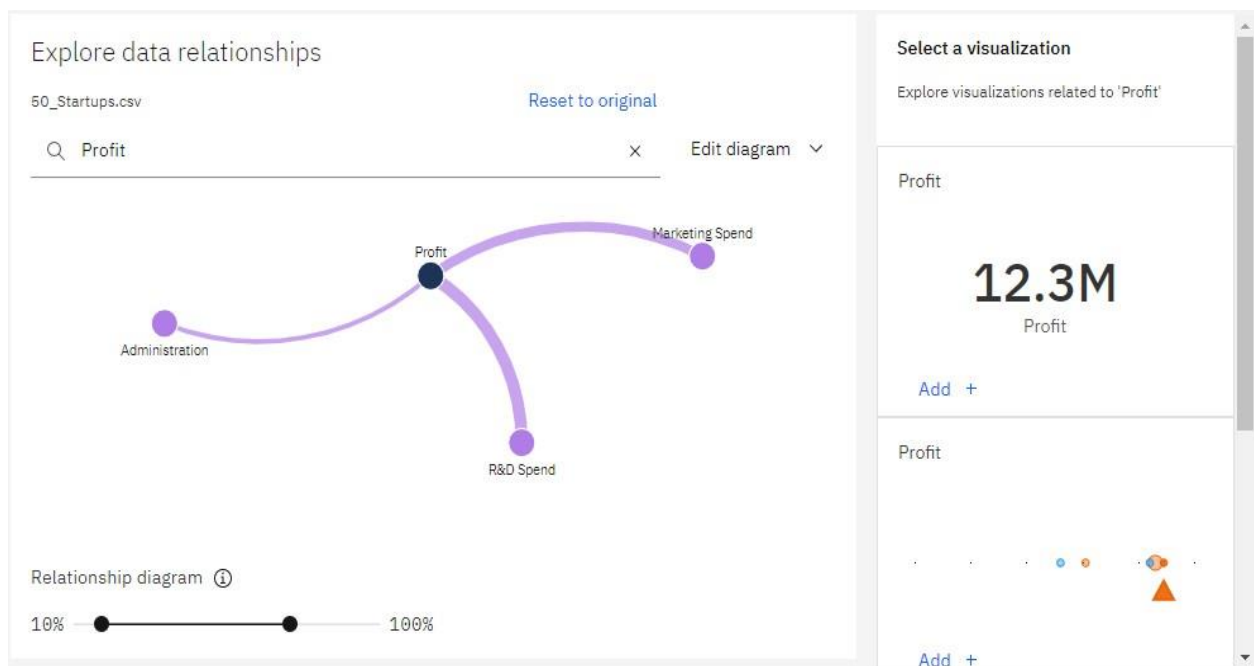 Explore data relationships
50_Startups.csv
Reset to original
Profit
Edit diagram
Profit
Marketing Spend
Administration
R&D Spend
Relationship diagram
10%
100%
Select a visualization
Explore visualizations related to 'Profit'
Profit
12.3M
Profit
Add +
Profit
Add +